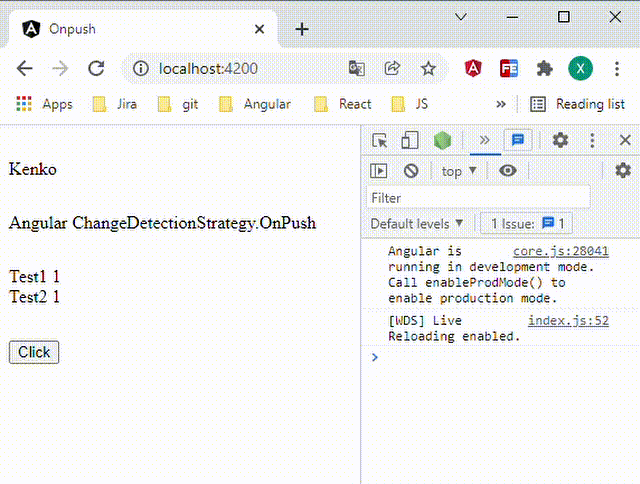 Onpush
localhost:4200
X
Apps Jira git Angular React JS » Reading list
Kenko
Angular ChangeDetectionStrategy.OnPush
Test1 1
Test2 1
Click
top
Filter
Default levels 1 Issue: 1
Angular is core.js:28041
running in development mode.
Call enableProdMode() to
enable production mode.
[WDS] Live index.js:52
Reloading enabled.